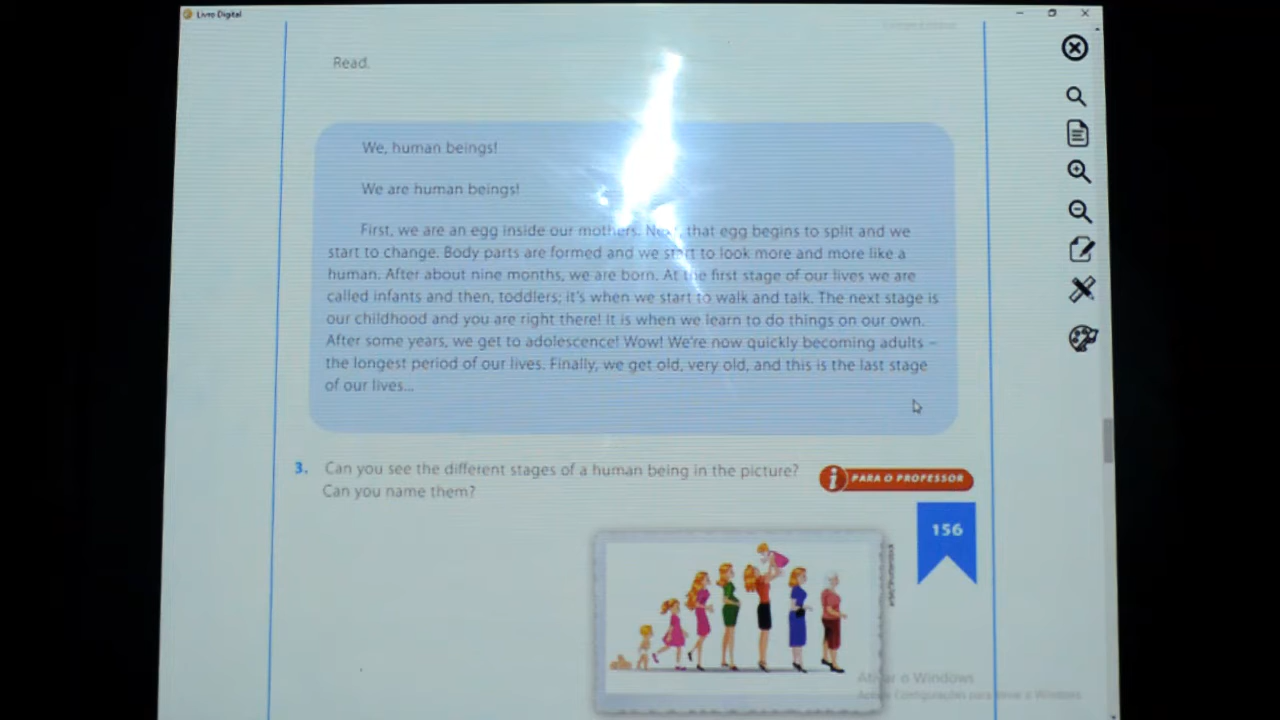 Livro Digital
Read.
We, human beings!
We are human beings!
First, we are an egg inside our mothers. Next, that egg begins to split and we
start to change. Body parts are formed and we start to look more and more like a
human. After about nine months, we are born. At the first stage of our lives we are
called infants and then, toddlers; it's when we start to walk and talk. The next stage is
our childhood and you are right there! It is when we learn to do things on our own.
After some years, we get to adolescence! Wow! We're now quickly becoming adults –
the longest period of our lives. Finally, we get old, very old, and this is the last stage
of our lives...
3. Can you see the different stages of a human being in the picture?
Can you name them?
i PARA O PROFESSOR
156
Ativar o Windows
Configurações para ativar o Windows.